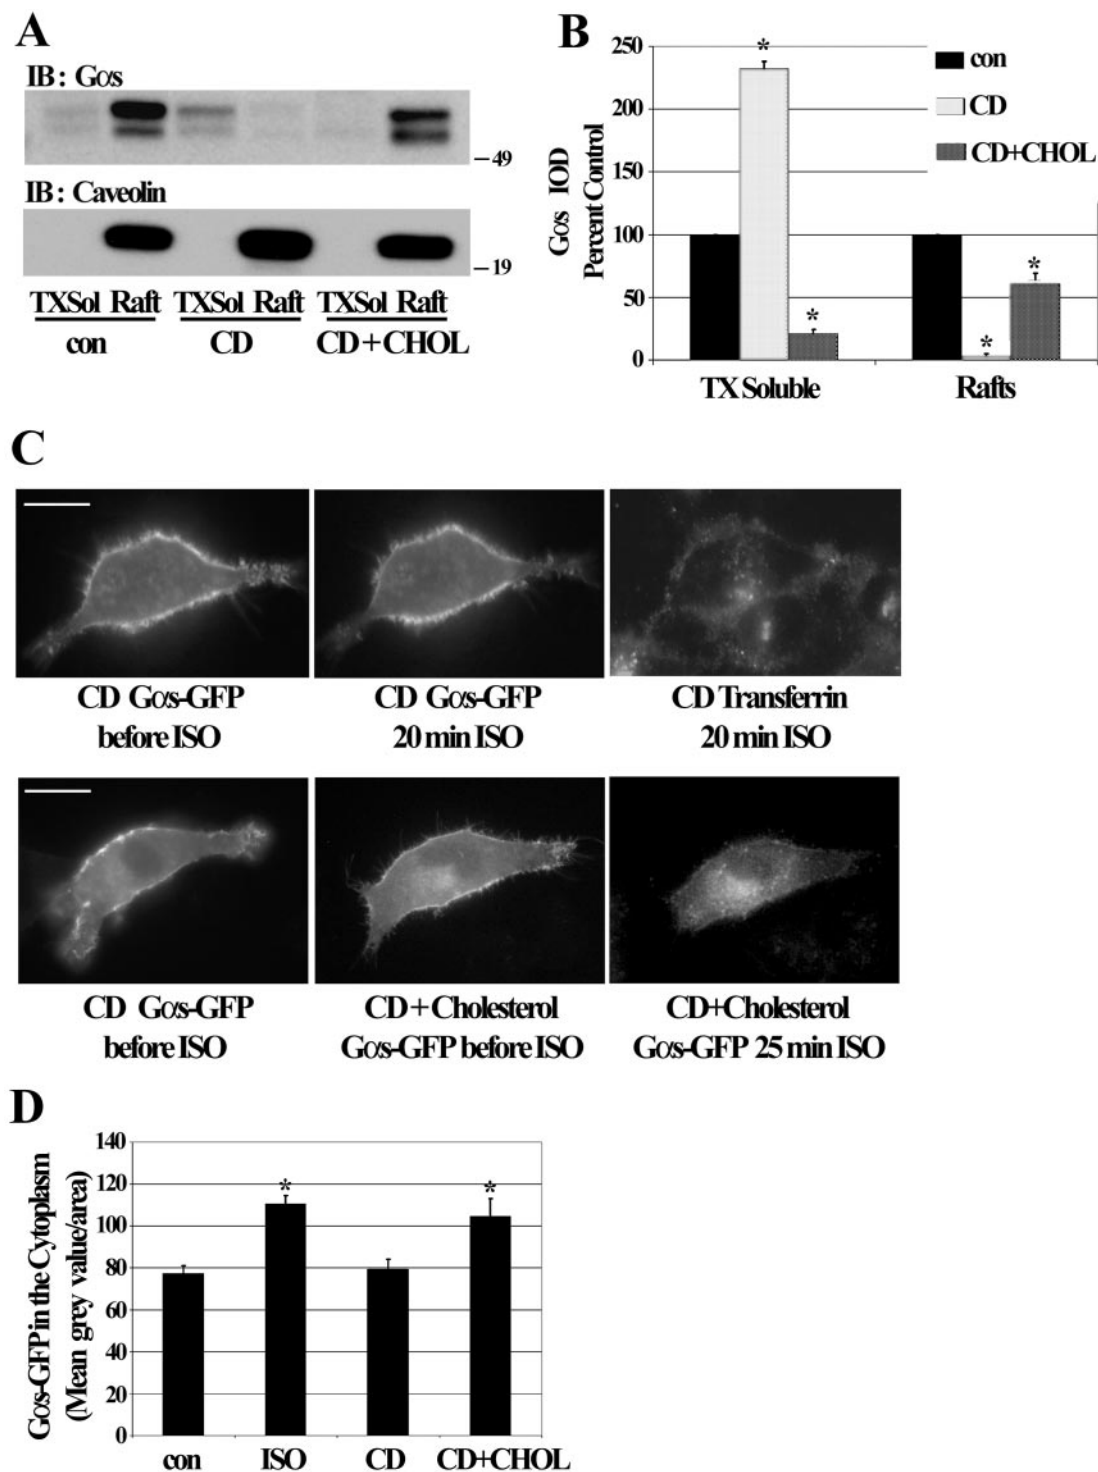 A
IB: Gαs
49
IB: Caveolin
19
TXSol Raft TXSol Raft TXSol Raft
con CD CD+CHOL
B
250
200
150
100
50
0
Gαs IOD
Percent Control
* * * *
con
CD
CD+CHOL
TX Soluble Rafts
C
CD Gαs-GFP
before ISO
CD Gαs-GFP
20 min ISO
CD Transferrin
20 min ISO
CD Gαs-GFP
before ISO
CD+Cholesterol
Gαs-GFP before ISO
CD+Cholesterol
Gαs-GFP 25 min ISO
D
Gαs-GFP in the Cytoplasm
(Mean grey value/area)
140
120
100
80
60
40
20
0
* *
con ISO CD CD+CHOL